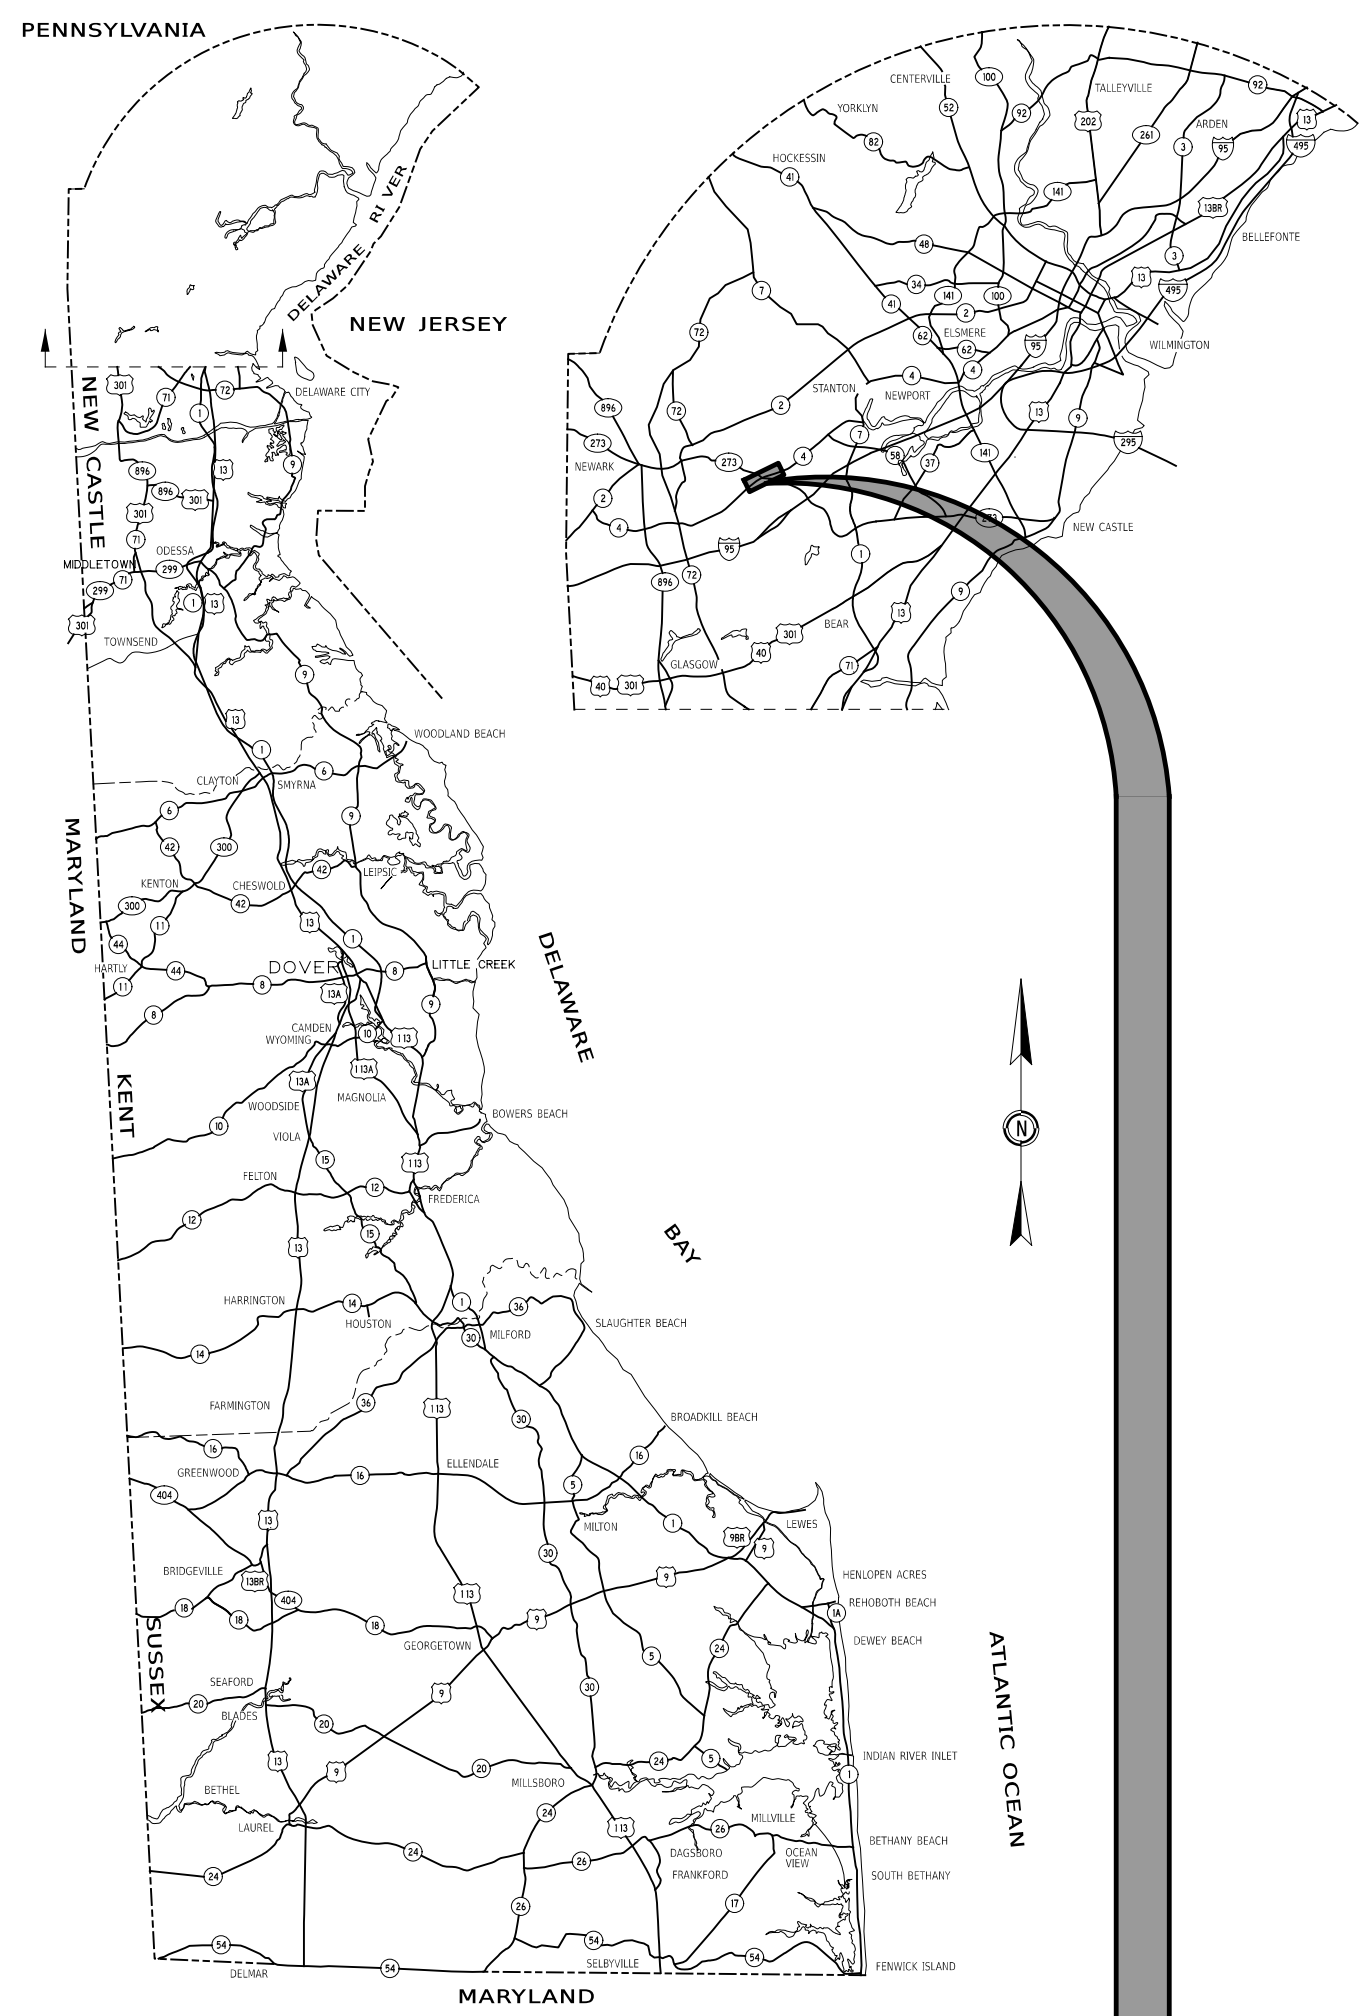 PENNSYLVANIA
DELAWARE RIVER
NEW JERSEY
NEW CASTLE
301
71
1
72
DELAWARE CITY
896
13
9
896
301
301
71
ODESSA
MIDDLETOWN
299
71
299
1
13
301
TOWNSEND
9
13
1
WOODLAND BEACH
CLAYTON
SMYRNA
6
6
9
42
300
MARYLAND
KENTON
CHESWOLD
42
LEIPSIC
300
42
11
13
44
1
HARTLY
44
DOVER
8
LITTLE CREEK
11
8
13A
9
8
CAMDEN
WYOMING
10
113
KENT
13A
113A
MAGNOLIA
WOODSIDE
10
BOWERS BEACH
VIOLA
15
113
FELTON
12
FREDERICA
12
15
13
DELAWARE
BAY
HARRINGTON
14
1
36
HOUSTON
30
MILFORD
SLAUGHTER BEACH
14
FARMINGTON
36
113
30
BROADKILL BEACH
16
16
GREENWOOD
16
ELLENDALE
404
5
13
MILTON
1
9BR
9
LEWES
30
BRIDGEVILLE
13BR
404
113
9
HENLOPEN ACRES
18
18
18
9
REHOBOTH BEACH
1A
SUSSEX
GEORGETOWN
5
24
DEWEY BEACH
SEAFORD
20
9
30
BLADES
20
ATLANTIC OCEAN
13
9
20
24
5
INDIAN RIVER INLET
MILLSBORO
1
BETHEL
24
MILLVILLE
LAUREL
113
26
BETHANY BEACH
24
26
DAGSBORO
OCEAN
VIEW
24
FRANKFORD
SOUTH BETHANY
26
17
54
54
54
SELBYVILLE
54
DELMAR
FENWICK ISLAND
MARYLAND
CENTERVILLE
100
92
TALLEYVILLE
YORKLYN
52
92
202
261
ARDEN
13
82
3
95
495
HOCKESSIN
41
141
13BR
BELLEFONTE
48
3
34
13
7
41
141
100
495
2
72
62
ELSMERE
62
95
WILMINGTON
4
STANTON
4
NEWPORT
896
72
2
13
9
273
7
295
NEWARK
273
4
58
37
141
2
4
273
NEW CASTLE
95
1
896
72
9
13
BEAR
301
40
GLASGOW
71
40
301
N